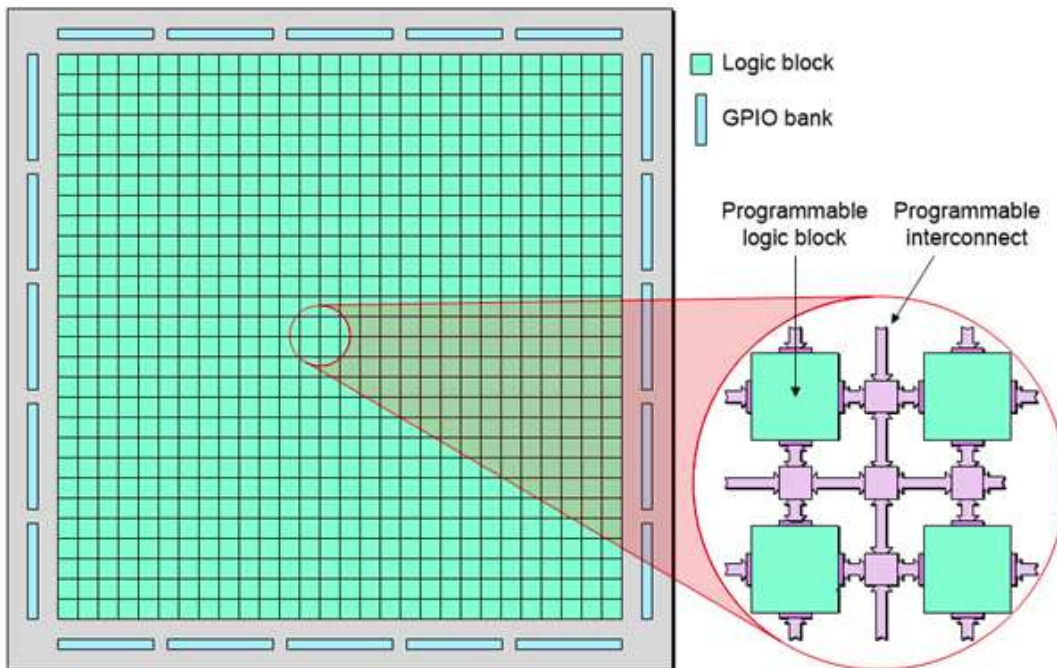 Logic block
GPIO bank
Programmable
logic block
Programmable
interconnect